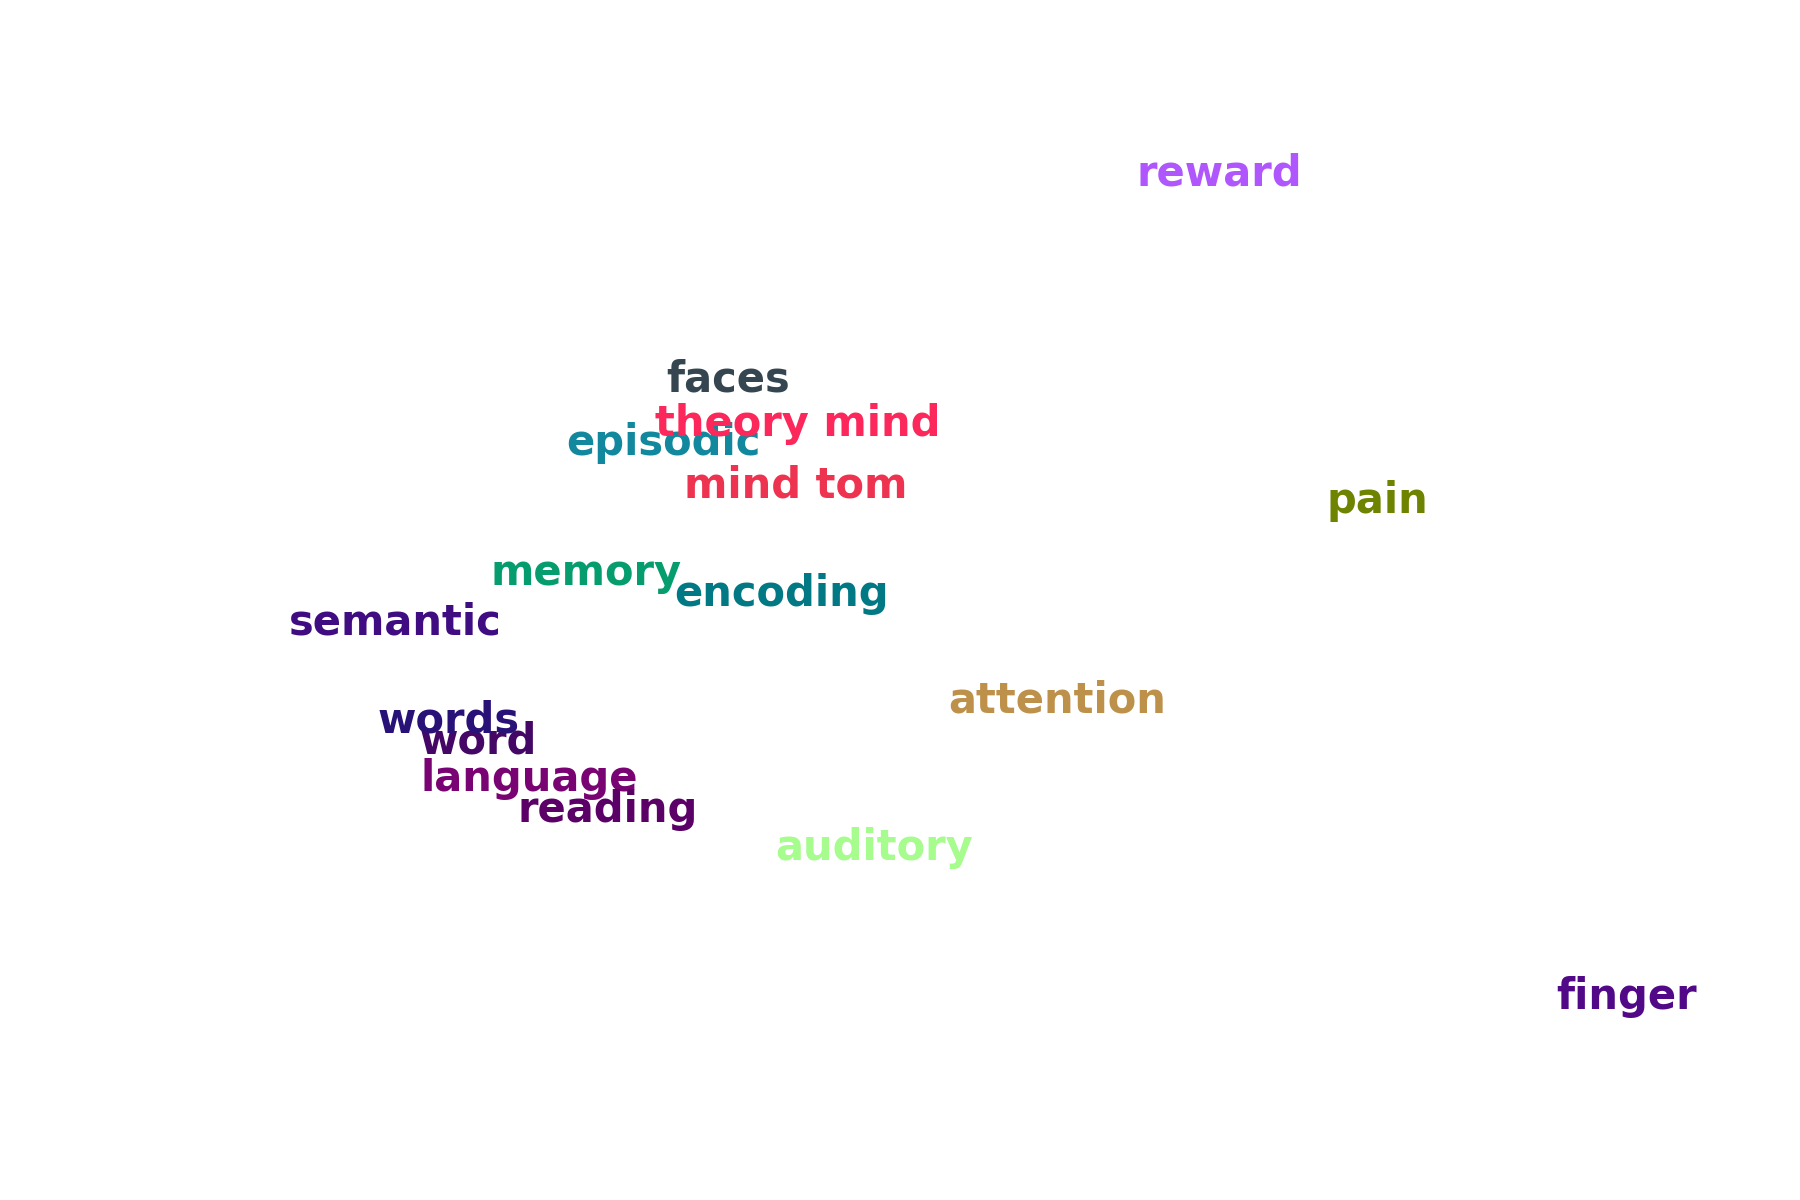 reward
faces
theory mind
episodic
mind tom
pain
memory
encoding
semantic
attention
words
word
language
reading
auditory
finger